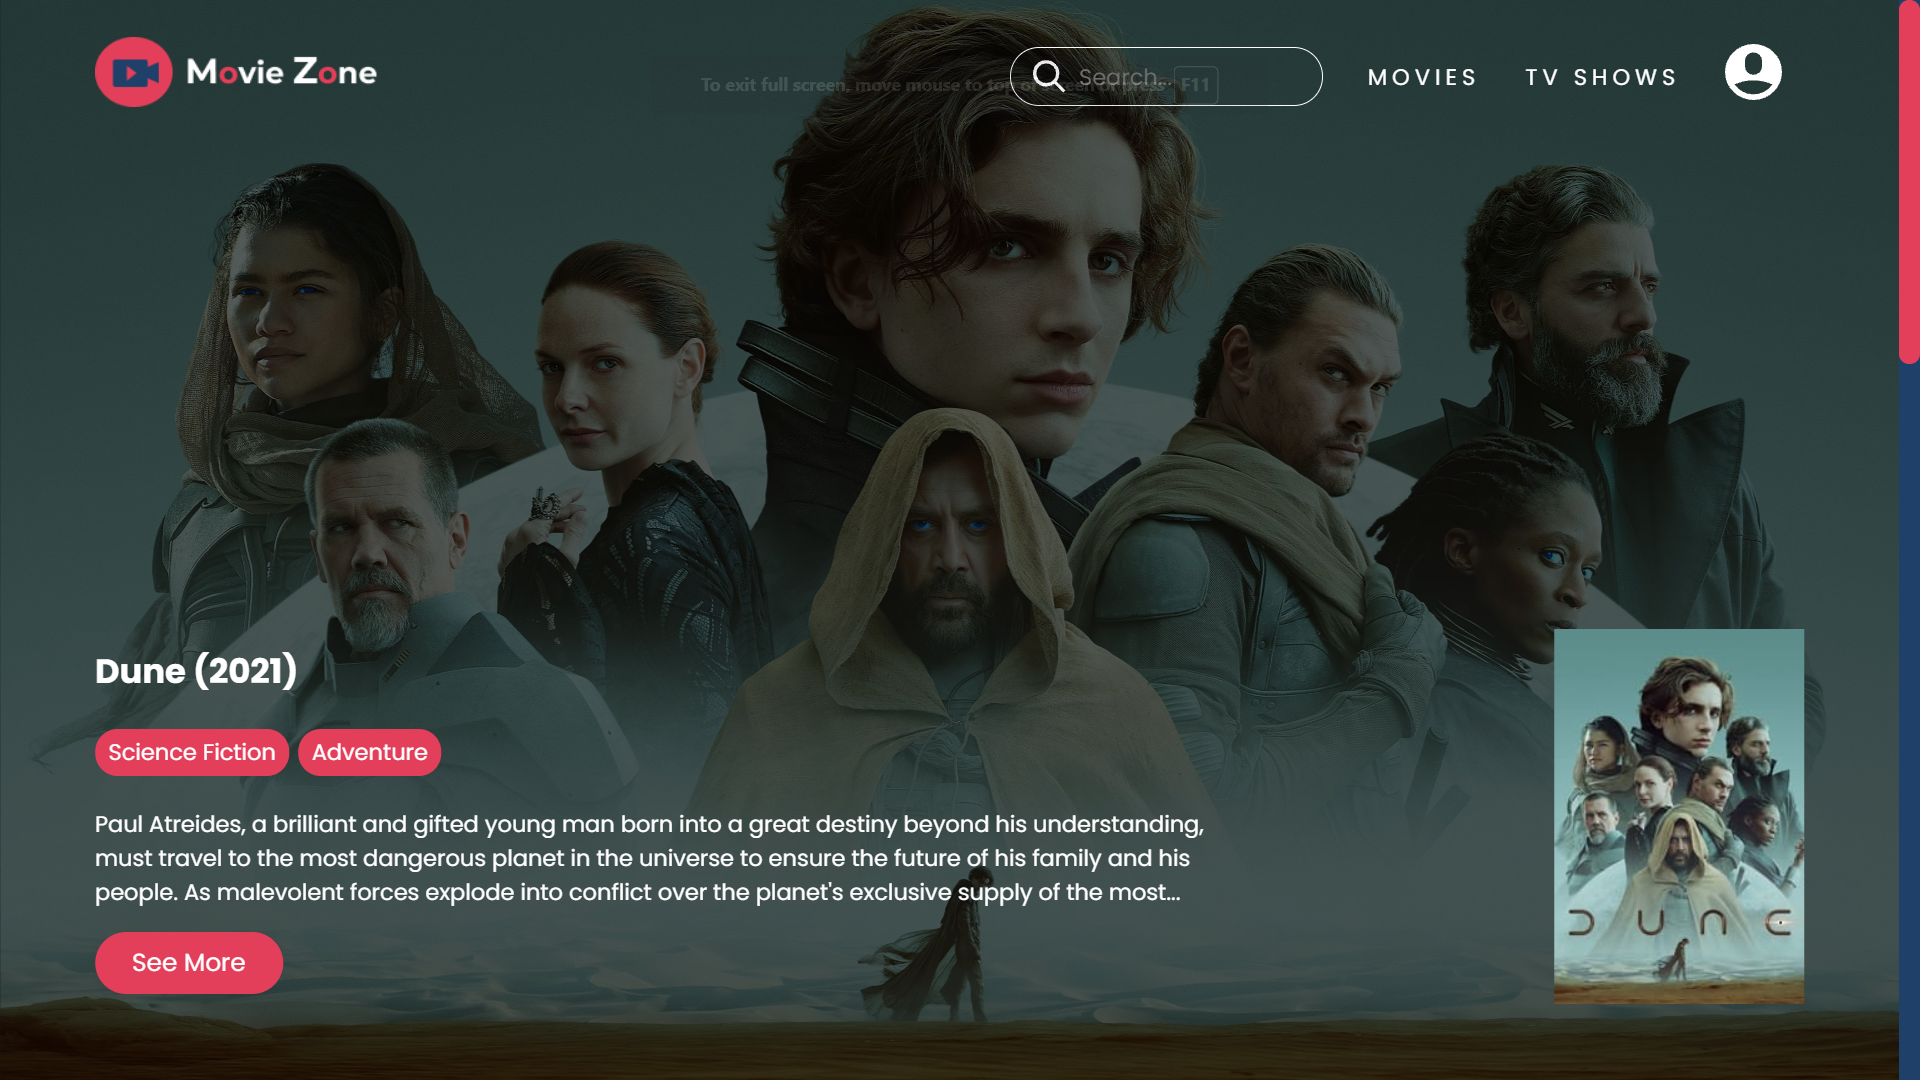 Movie Zone
To exit full screen, move mouse to top of screen or press F11
Search...
MOVIES
TV SHOWS
Dune (2021)
Science Fiction
Adventure
Paul Atreides, a brilliant and gifted young man born into a great destiny beyond his understanding,
must travel to the most dangerous planet in the universe to ensure the future of his family and his
people. As malevolent forces explode into conflict over the planet's exclusive supply of the most...
See More
DUNE